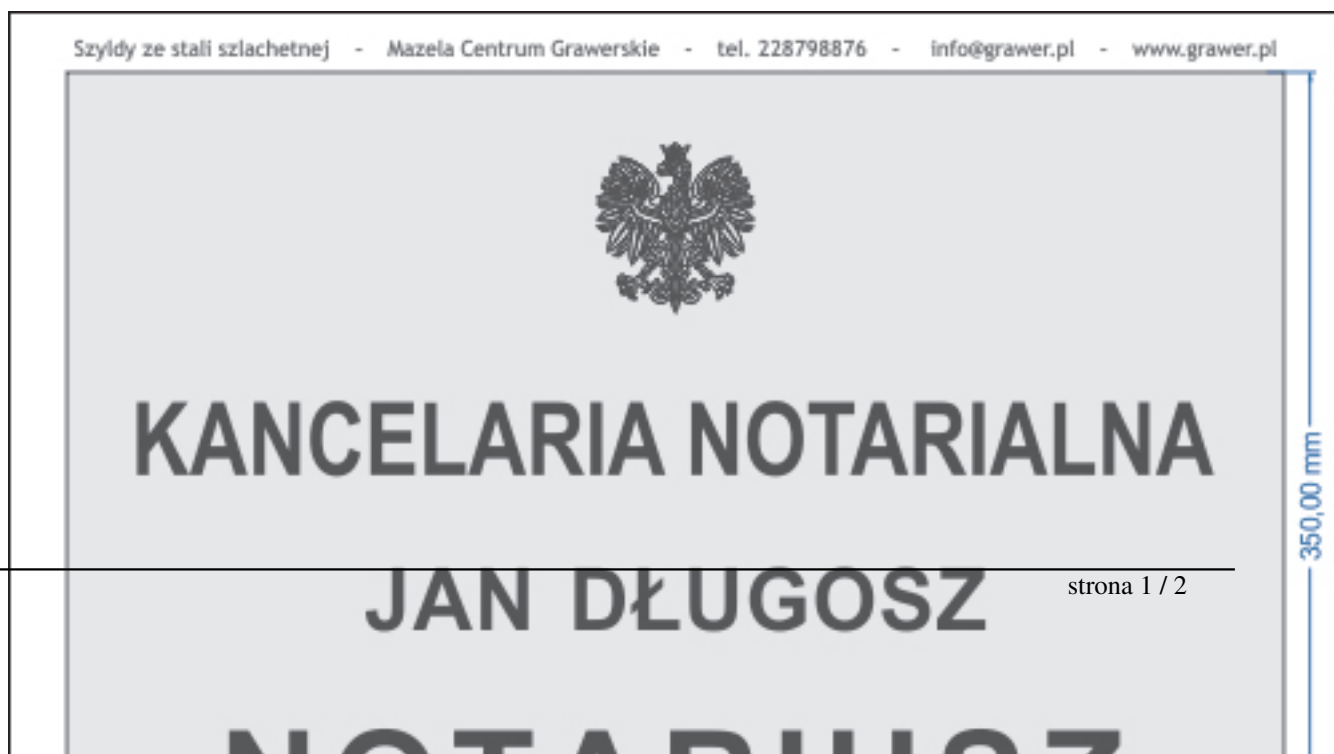 Szyldy ze stali szlachetnej - Mazela Centrum Grawerskie - tel. 228798876 - info@grawer.pl - www.grawer.pl
KANCELARIA NOTARIALNA
350,00 mm
JAN DŁUGOSZ
strona 1 / 2
NOTARIUSZ